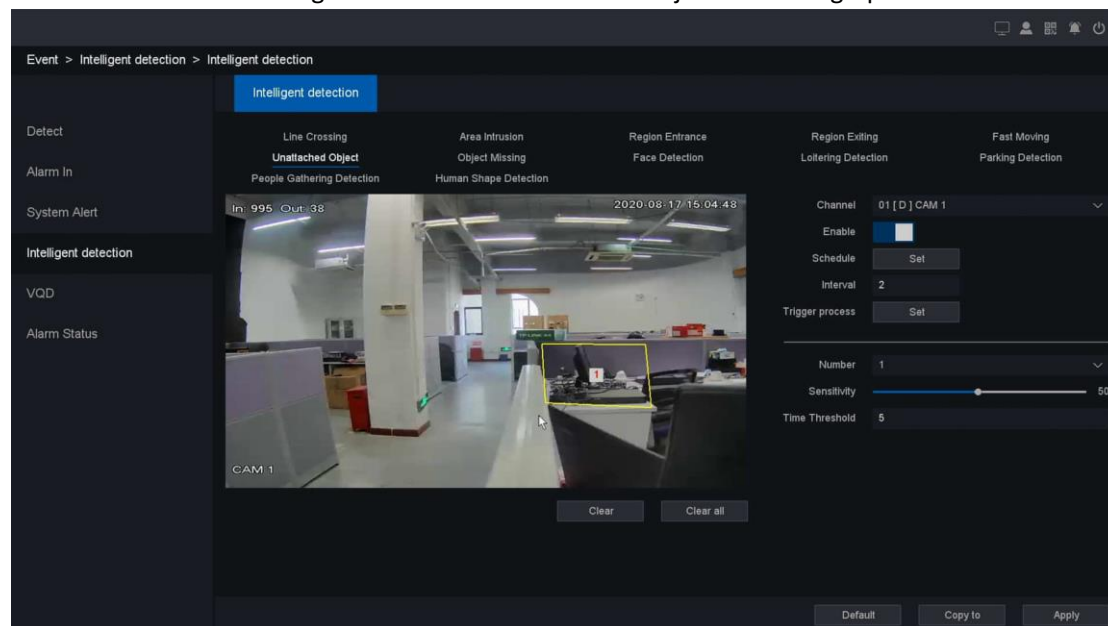 Event > Intelligent detection > Intelligent detection
Intelligent detection
Detect
Alarm In
System Alert
Intelligent detection
VQD
Alarm Status
Line Crossing Area Intrusion Region Entrance Region Exiting Fast Moving
Unattached Object Object Missing Face Detection Loitering Detection Parking Detection
People Gathering Detection Human Shape Detection
In: 995 Out: 38 2020-08-17 15:04:48
1
CAM 1
Clear Clear all
Channel 01 [ D ] CAM 1
Enable
Schedule Set
Interval 2
Trigger process Set
Number 1
Sensitivity 50
Time Threshold 5
Default Copy to Apply